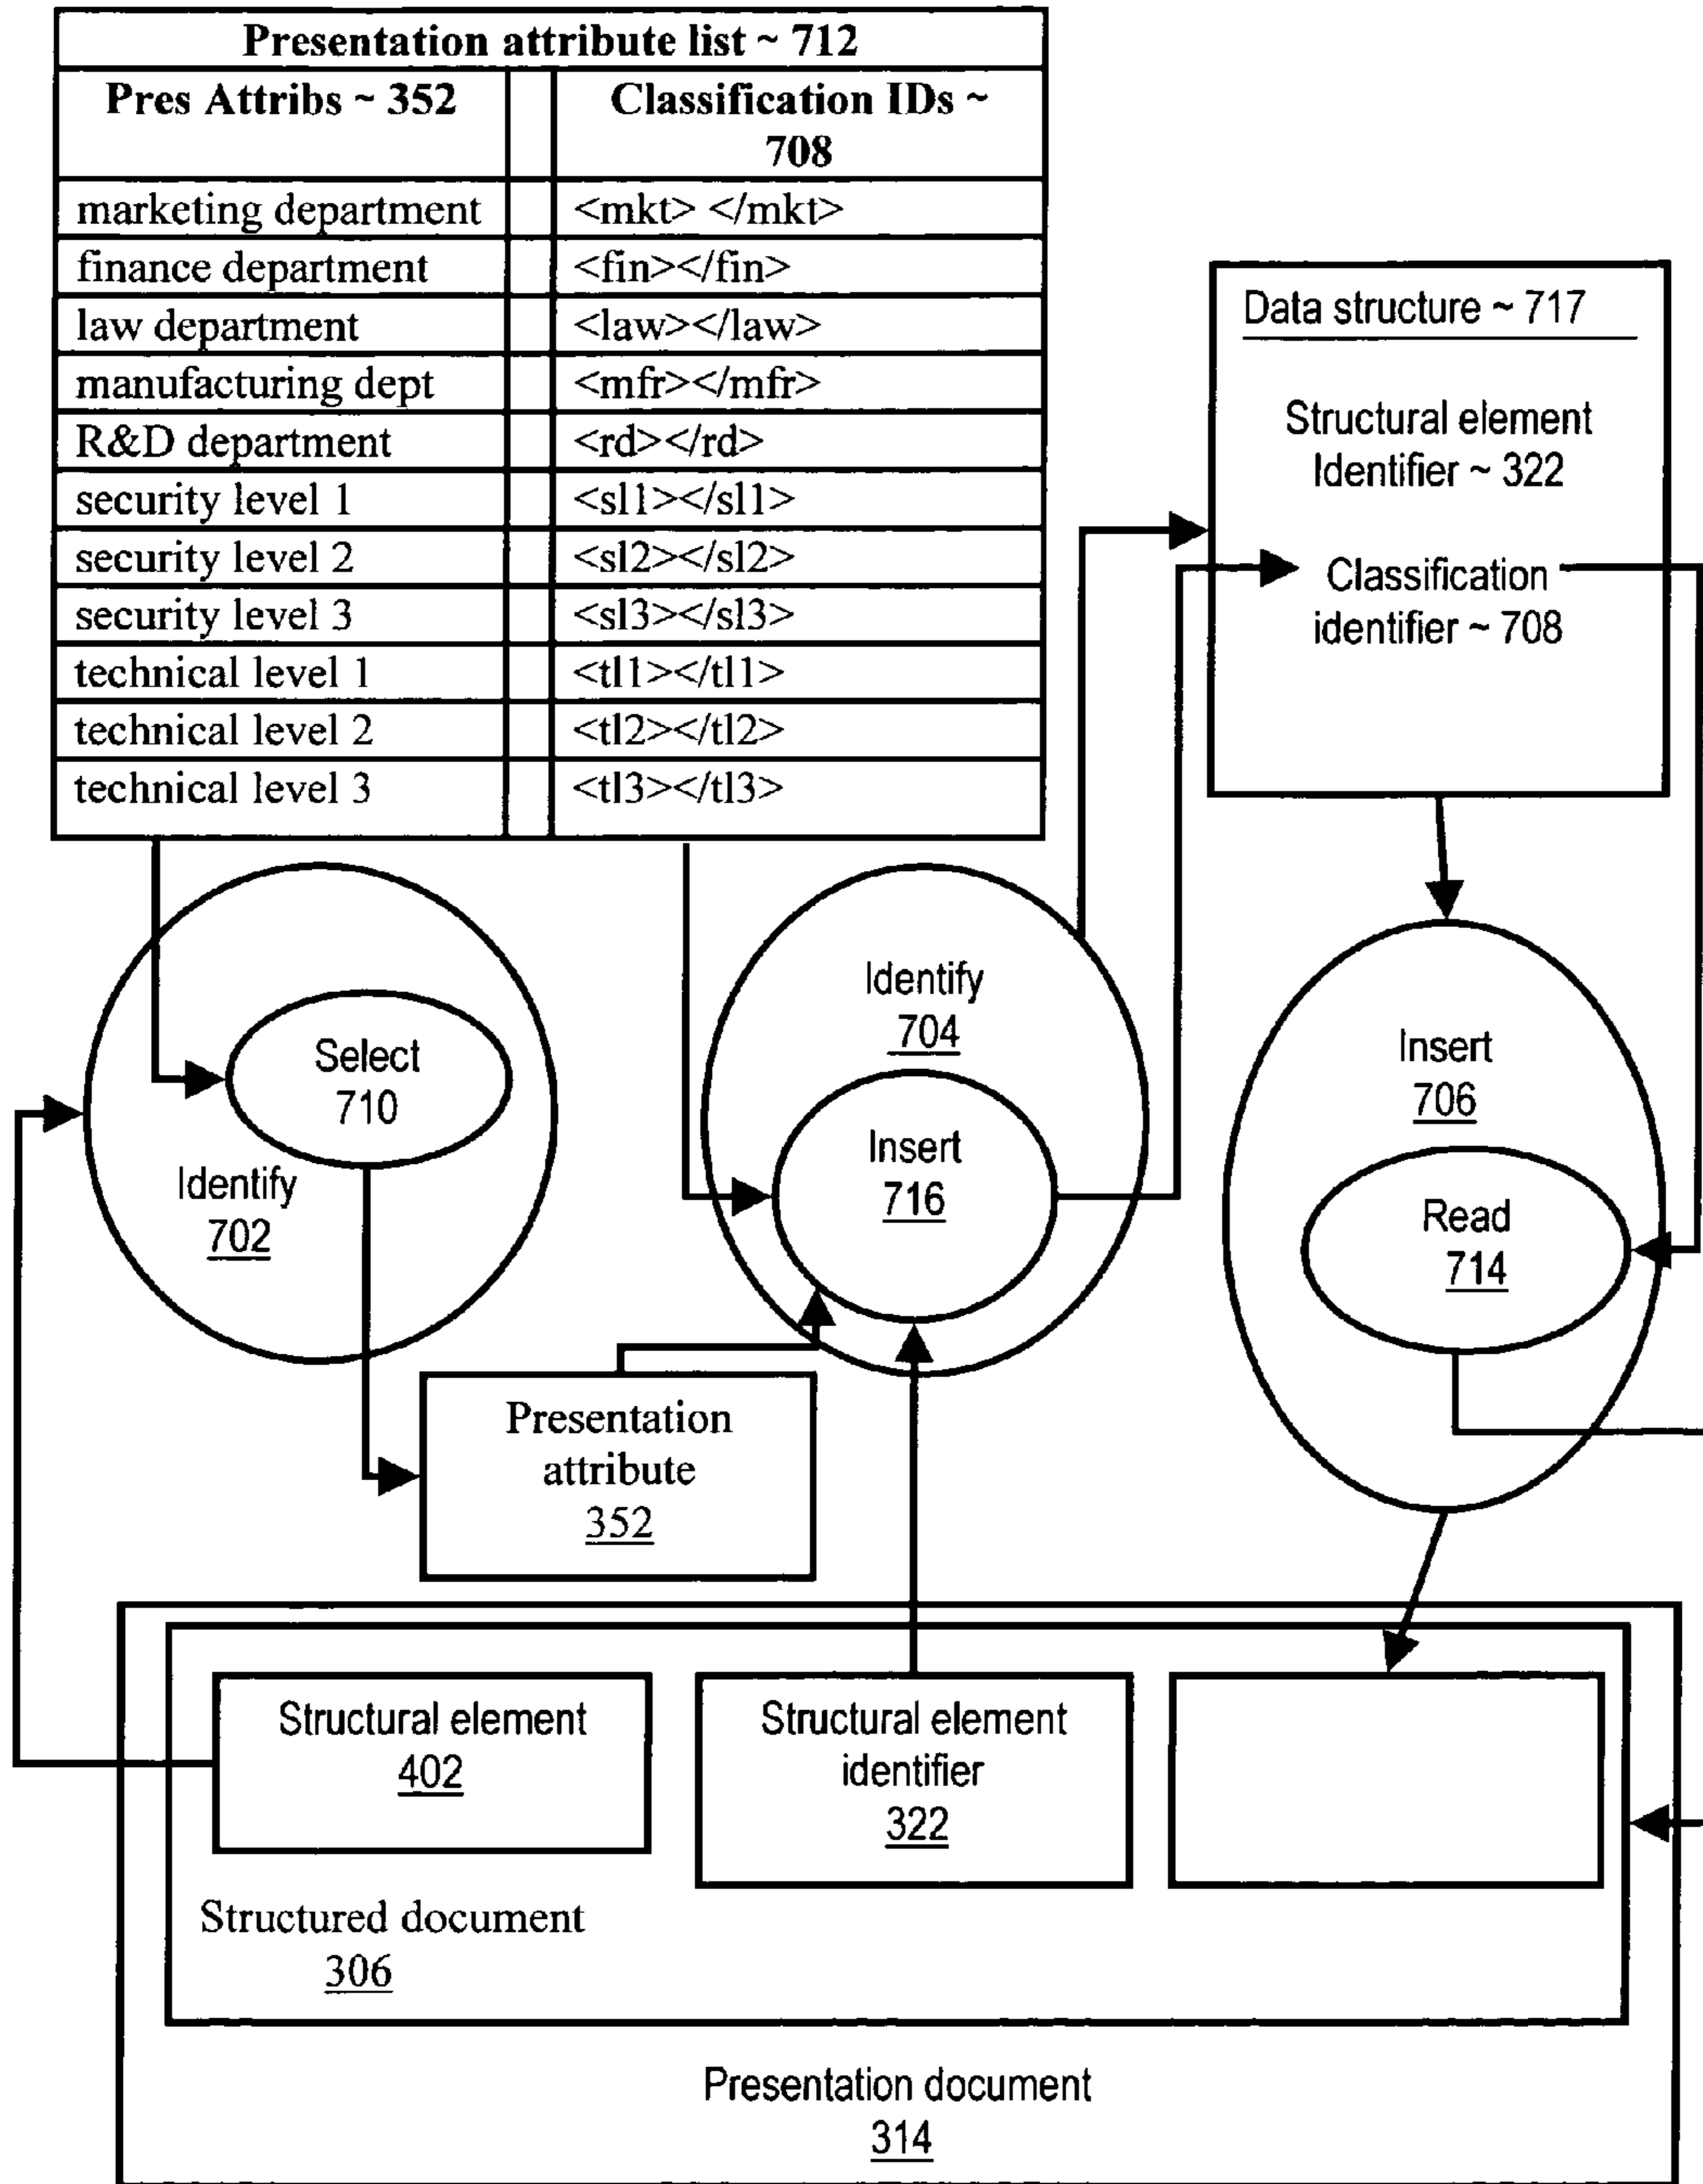 Presentation attribute list ~ 712
Pres Attribs ~ 352
Classification IDs ~
708
marketing department
<mkt> </mkt>
finance department
<fin></fin>
law department
<law></law>
manufacturing dept
<mfr></mfr>
R&D department
<rd></rd>
security level 1
<sl1></sl1>
security level 2
<sl2></sl2>
security level 3
<sl3></sl3>
technical level 1
<tl1></tl1>
technical level 2
<tl2></tl2>
technical level 3
<tl3></tl3>
Data structure ~ 717
Structural element
Identifier ~ 322
Classification
identifier ~ 708
Select
710
Identify
702
Identify
704
Insert
716
Insert
706
Read
714
Presentation
attribute
352
Structural element
402
Structural element
identifier
322
Structured document
306
Presentation document
314